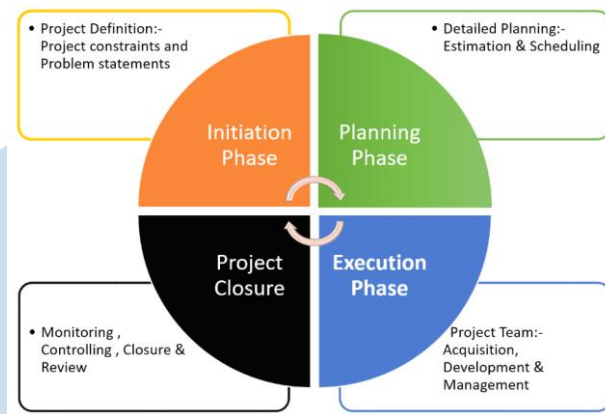 • Project Definition:-
Project constraints and
Problem statements
• Detailed Planning:-
Estimation & Scheduling
Initiation
Phase
Planning
Phase
Project
Closure
Execution
Phase
• Monitoring ,
Controlling , Closure &
Review
Project Team:-
Acquisition,
Development &
Management